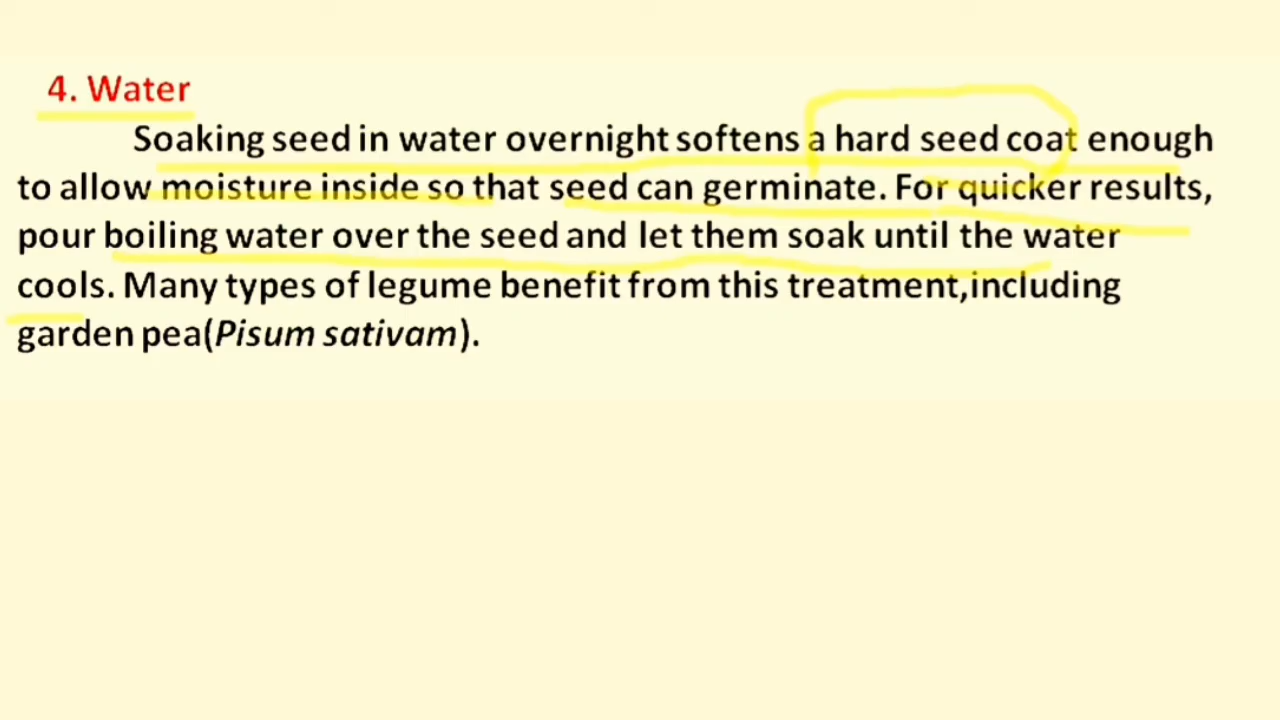 4. Water
Soaking seed in water overnight softens a hard seed coat enough
to allow moisture inside so that seed can germinate. For quicker results,
pour boiling water over the seed and let them soak until the water
cools. Many types of legume benefit from this treatment,including
garden pea(Pisum sativam).